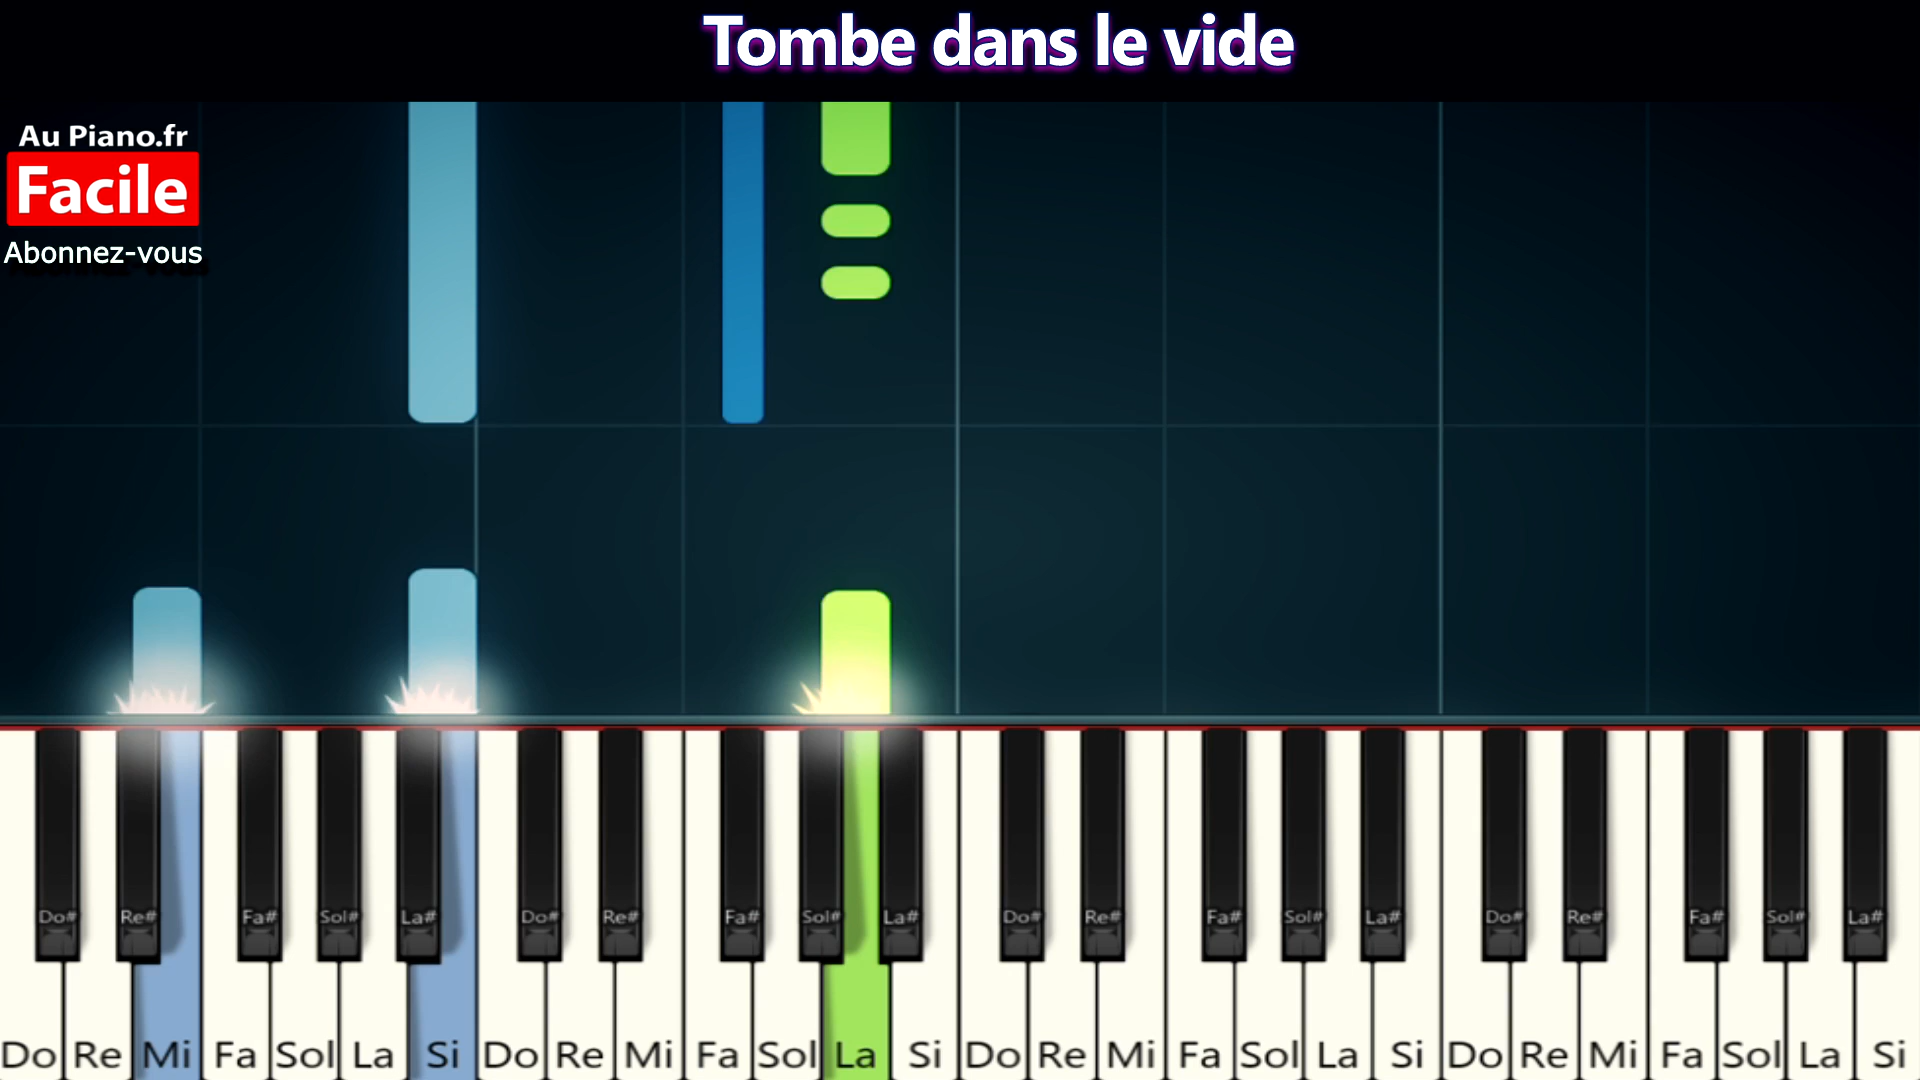 Tombe dans le vide
Au Piano.fr
Facile
Abonnez-vous
Do# Re# Fa# Sol# La# Do# Re# Fa# Sol# La# Do# Re# Fa# Sol# La# Do# Re# Fa# Sol# La#
Do Re Mi Fa Sol La Si Do Re Mi Fa Sol La Si Do Re Mi Fa Sol La Si Do Re Mi Fa Sol La Si